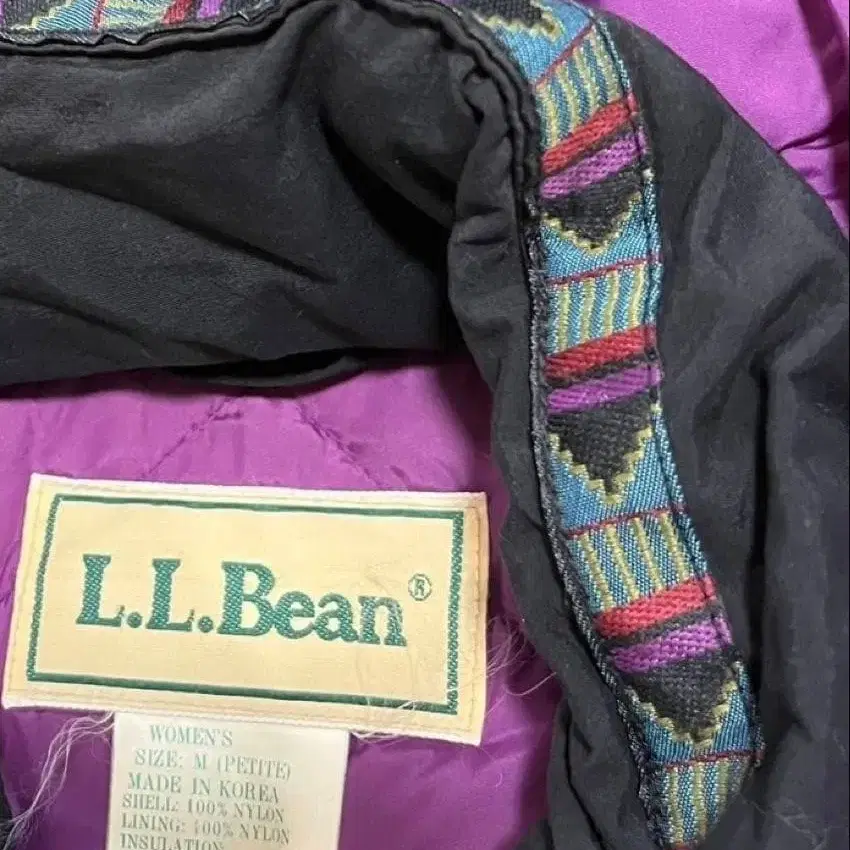 L.L.Bean®
WOMEN'S
SIZE: M (PETITE)
MADE IN KOREA
SHELL: 100% NYLON
LINING: 100% NYLON
INSULATION